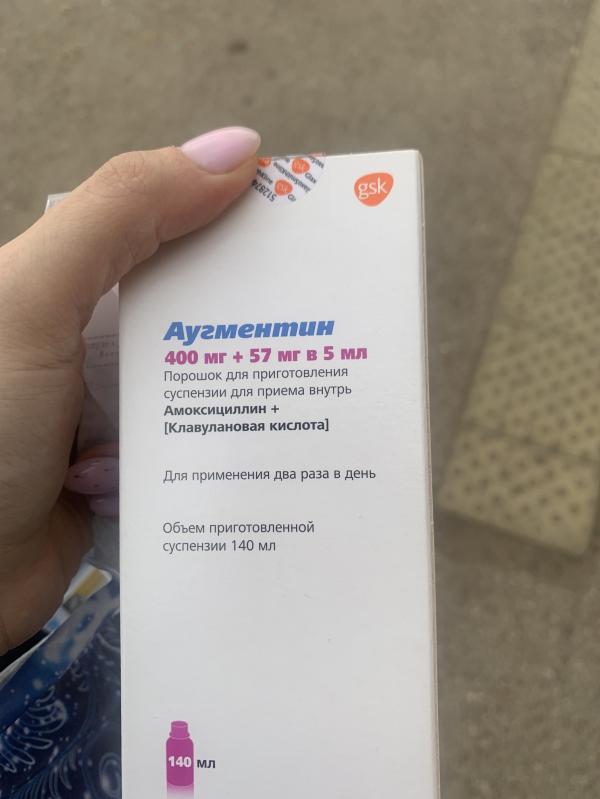 gsk
512874
Аугментин
400 мг + 57 мг в 5 мл
Порошок для приготовления
суспензии для приема внутрь
Амоксициллин +
[Клавулановая кислота]
Для применения два раза в день
Объем приготовленной
суспензии 140 мл
140 мл